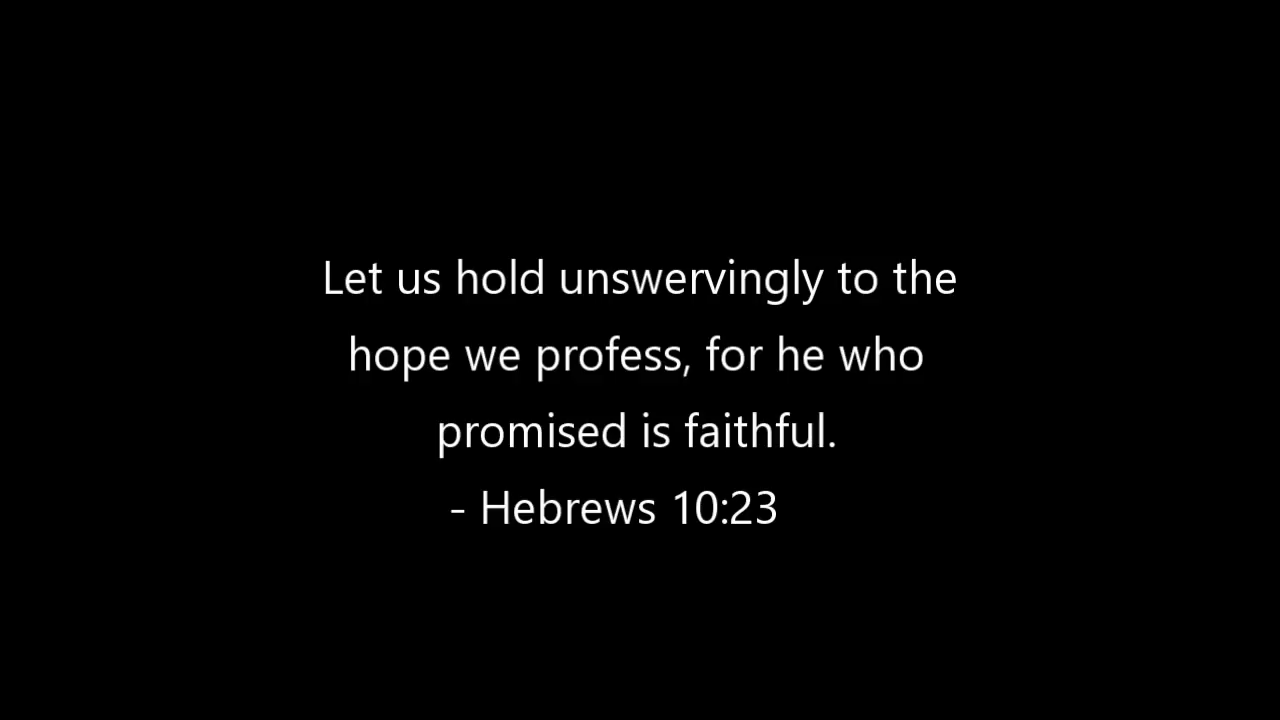 Let us hold unswervingly to the
hope we profess, for he who
promised is faithful.
- Hebrews 10:23